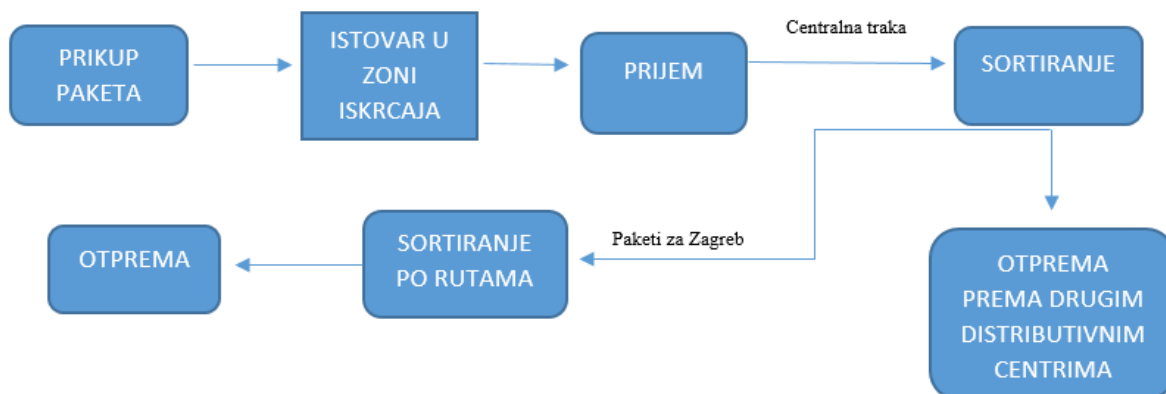 PRIKUP
PAKETA
ISTOVAR U
ZONI
ISKRCAJA
PRIJEM
Centralna traka
SORTIRANJE
OTPREMA
SORTIRANJE
PO RUTAMA
Paketi za Zagreb
OTPREMA
PREMA DRUGIM
DISTRIBUTIVNIM
CENTRIMA